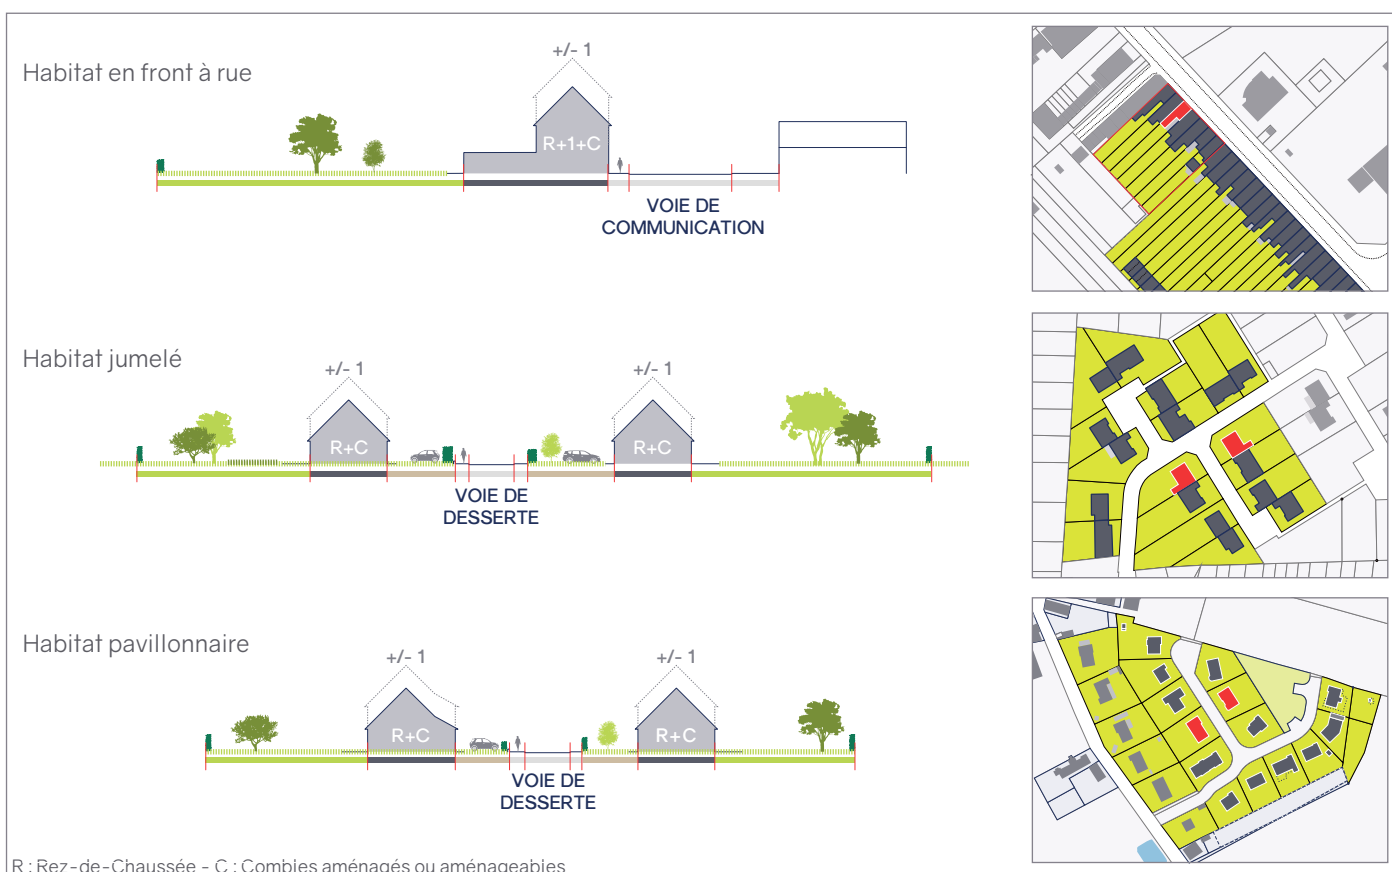 Habitat en front à rue
+/- 1
R+1+C
VOIE DE
COMMUNICATION
Habitat jumelé
+/- 1
+/- 1
R+C
R+C
VOIE DE
DESSERTE
Habitat pavillonnaire
+/- 1
+/- 1
R+C
R+C
VOIE DE
DESSERTE
R : Rez-de-Chaussée - C : Combles aménagés ou aménageables